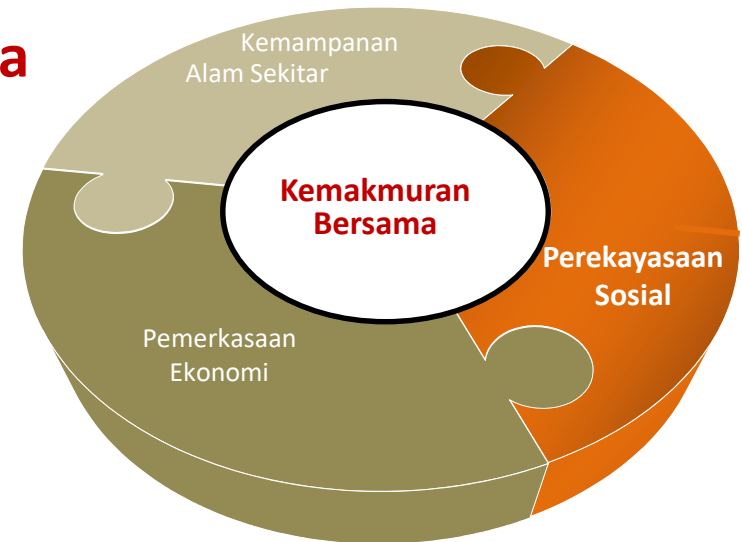 a
Kemampanan
Alam Sekitar
Kemakmuran
Bersama
Perekayasaan
Sosial
Pemerkasaan
Ekonomi